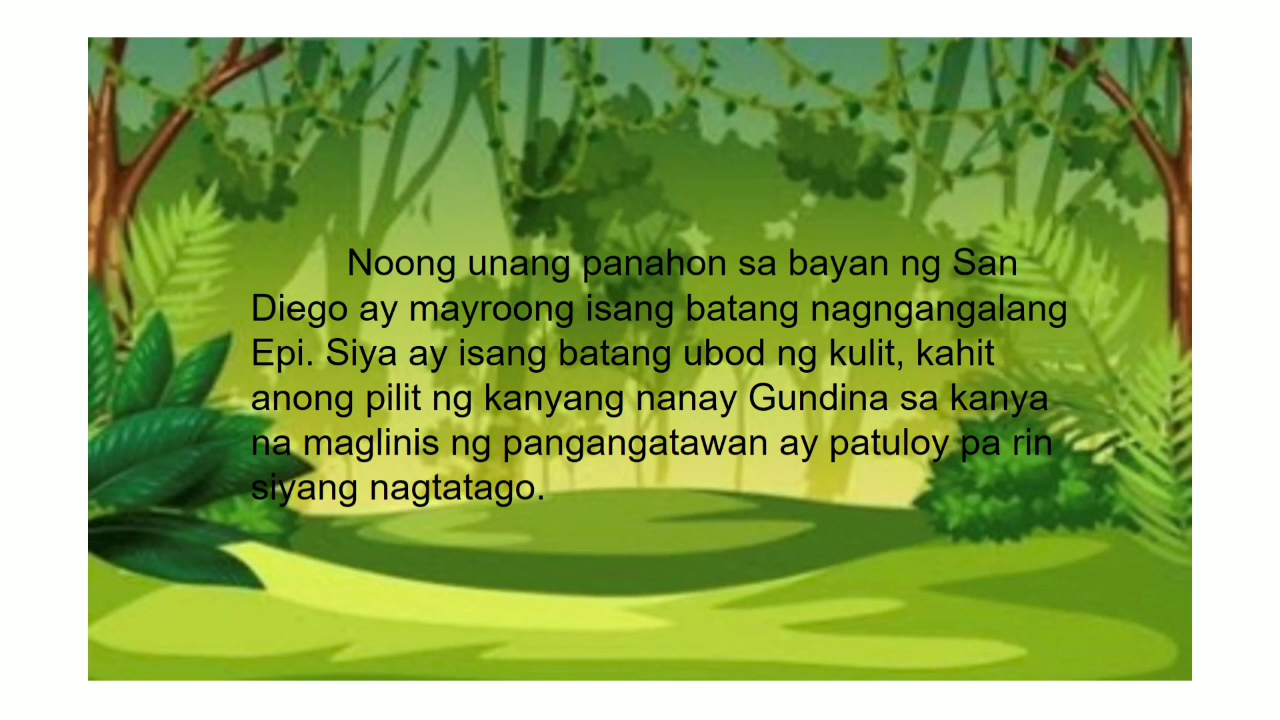 Noong unang panahon sa bayan ng San
Diego ay mayroong isang batang nagngangalang
Epi. Siya ay isang batang ubod ng kulit, kahit
anong pilit ng kanyang nanay Gundina sa kanya
na maglinis ng pangangatawan ay patuloy pa rin
siyang nagtatago.